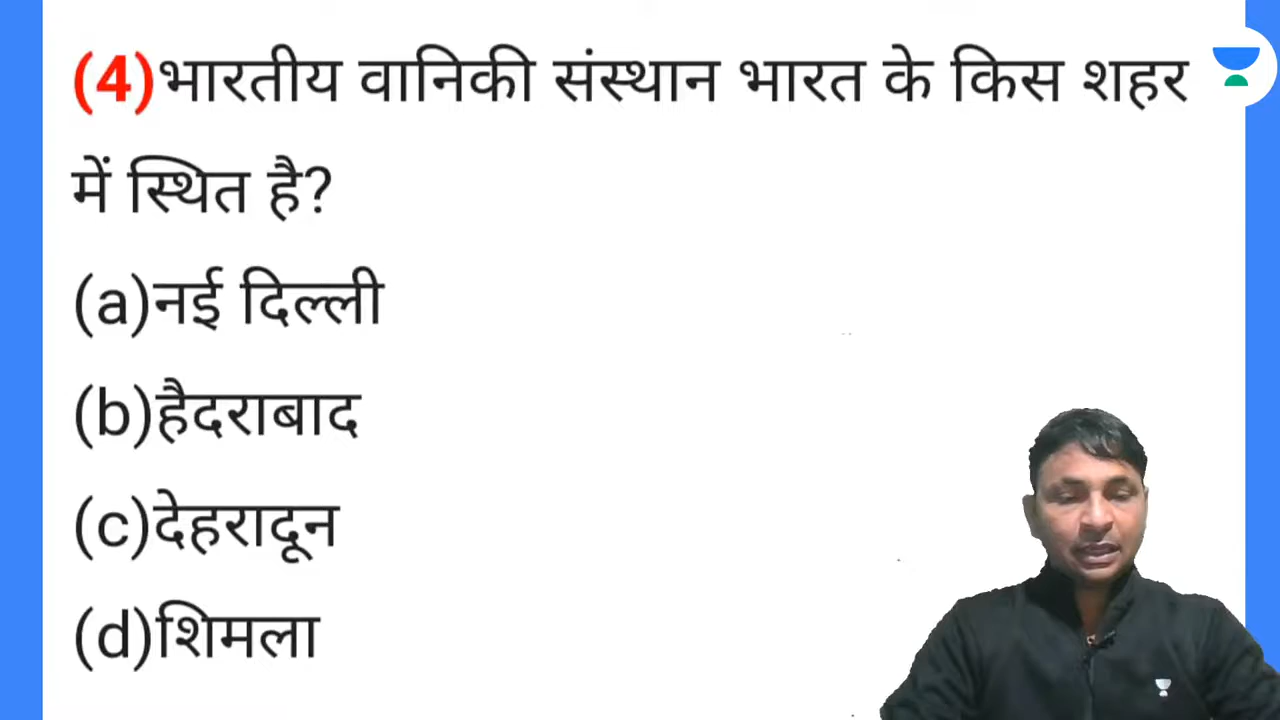 (4)भारतीय वानिकी संस्थान भारत के किस शहर
में स्थित है?
(a)नई दिल्ली
(b)हैदराबाद
(c)देहरादून
(d)शिमला